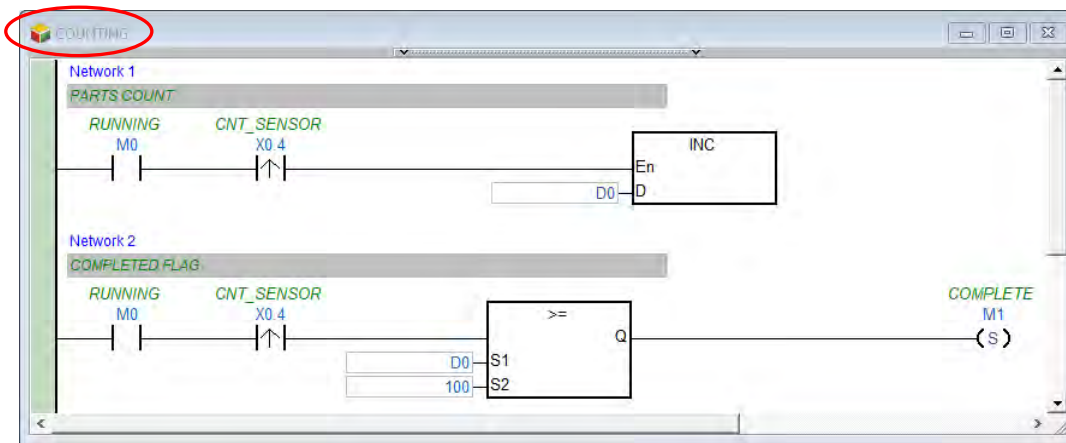 COUNTING
Network 1
PARTS COUNT
RUNNING CNT_SENSOR
M0 X0.4 INC
En
D0 D
Network 2
COMPLETED FLAG
RUNNING CNT_SENSOR COMPLETE
M0 X0.4 >= M1
Q S
D0 S1
100 S2